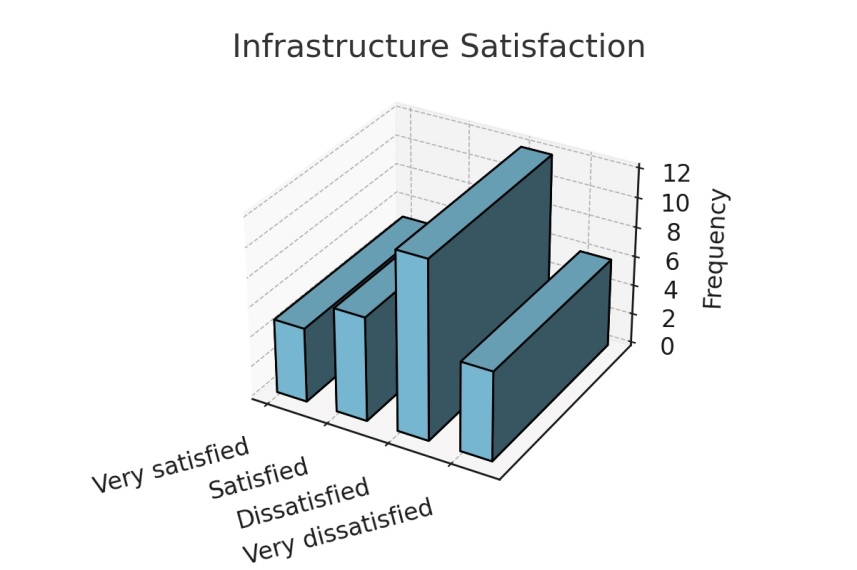 Infrastructure Satisfaction
12
10
8
6
4
2
0
Frequency
Very satisfied
Satisfied
Dissatisfied
Very dissatisfied